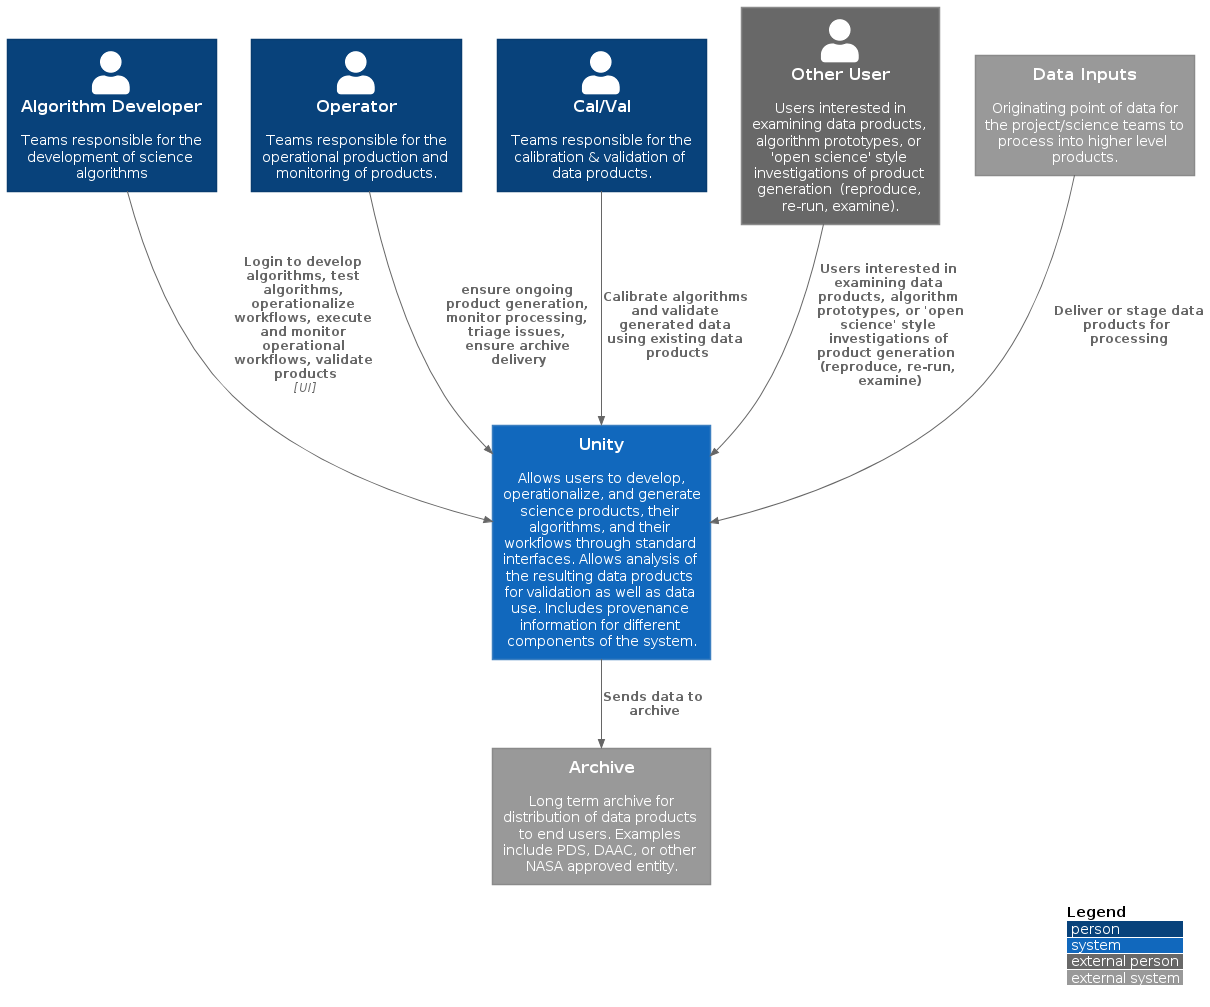 Algorithm Developer
Teams responsible for the
development of science
algorithms
Operator
Teams responsible for the
operational production and
monitoring of products.
Cal/Val
Teams responsible for the
calibration & validation of
data products.
Other User
Users interested in
examining data products,
algorithm prototypes, or
'open science' style
investigations of product
generation (reproduce,
re-run, examine).
Data Inputs
Originating point of data for
the project/science teams to
process into higher level
products.
Login to develop
algorithms, test
algorithms,
operationalize
workflows, execute
and monitor
operational
workflows, validate
products
[UI]
ensure ongoing
product generation,
monitor processing,
triage issues,
ensure archive
delivery
Calibrate algorithms
and validate
generated data
using existing data
products
Users interested in
examining data
products, algorithm
prototypes, or 'open
science' style
investigations of
product generation
(reproduce, re-run,
examine)
Deliver or stage data
products for
processing
Unity
Allows users to develop,
operationalize, and generate
science products, their
algorithms, and their
workflows through standard
interfaces. Allows analysis of
the resulting data products
for validation as well as data
use. Includes provenance
information for different
components of the system.
Sends data to
archive
Archive
Long term archive for
distribution of data products
to end users. Examples
include PDS, DAAC, or other
NASA approved entity.
Legend
person
system
external person
external system